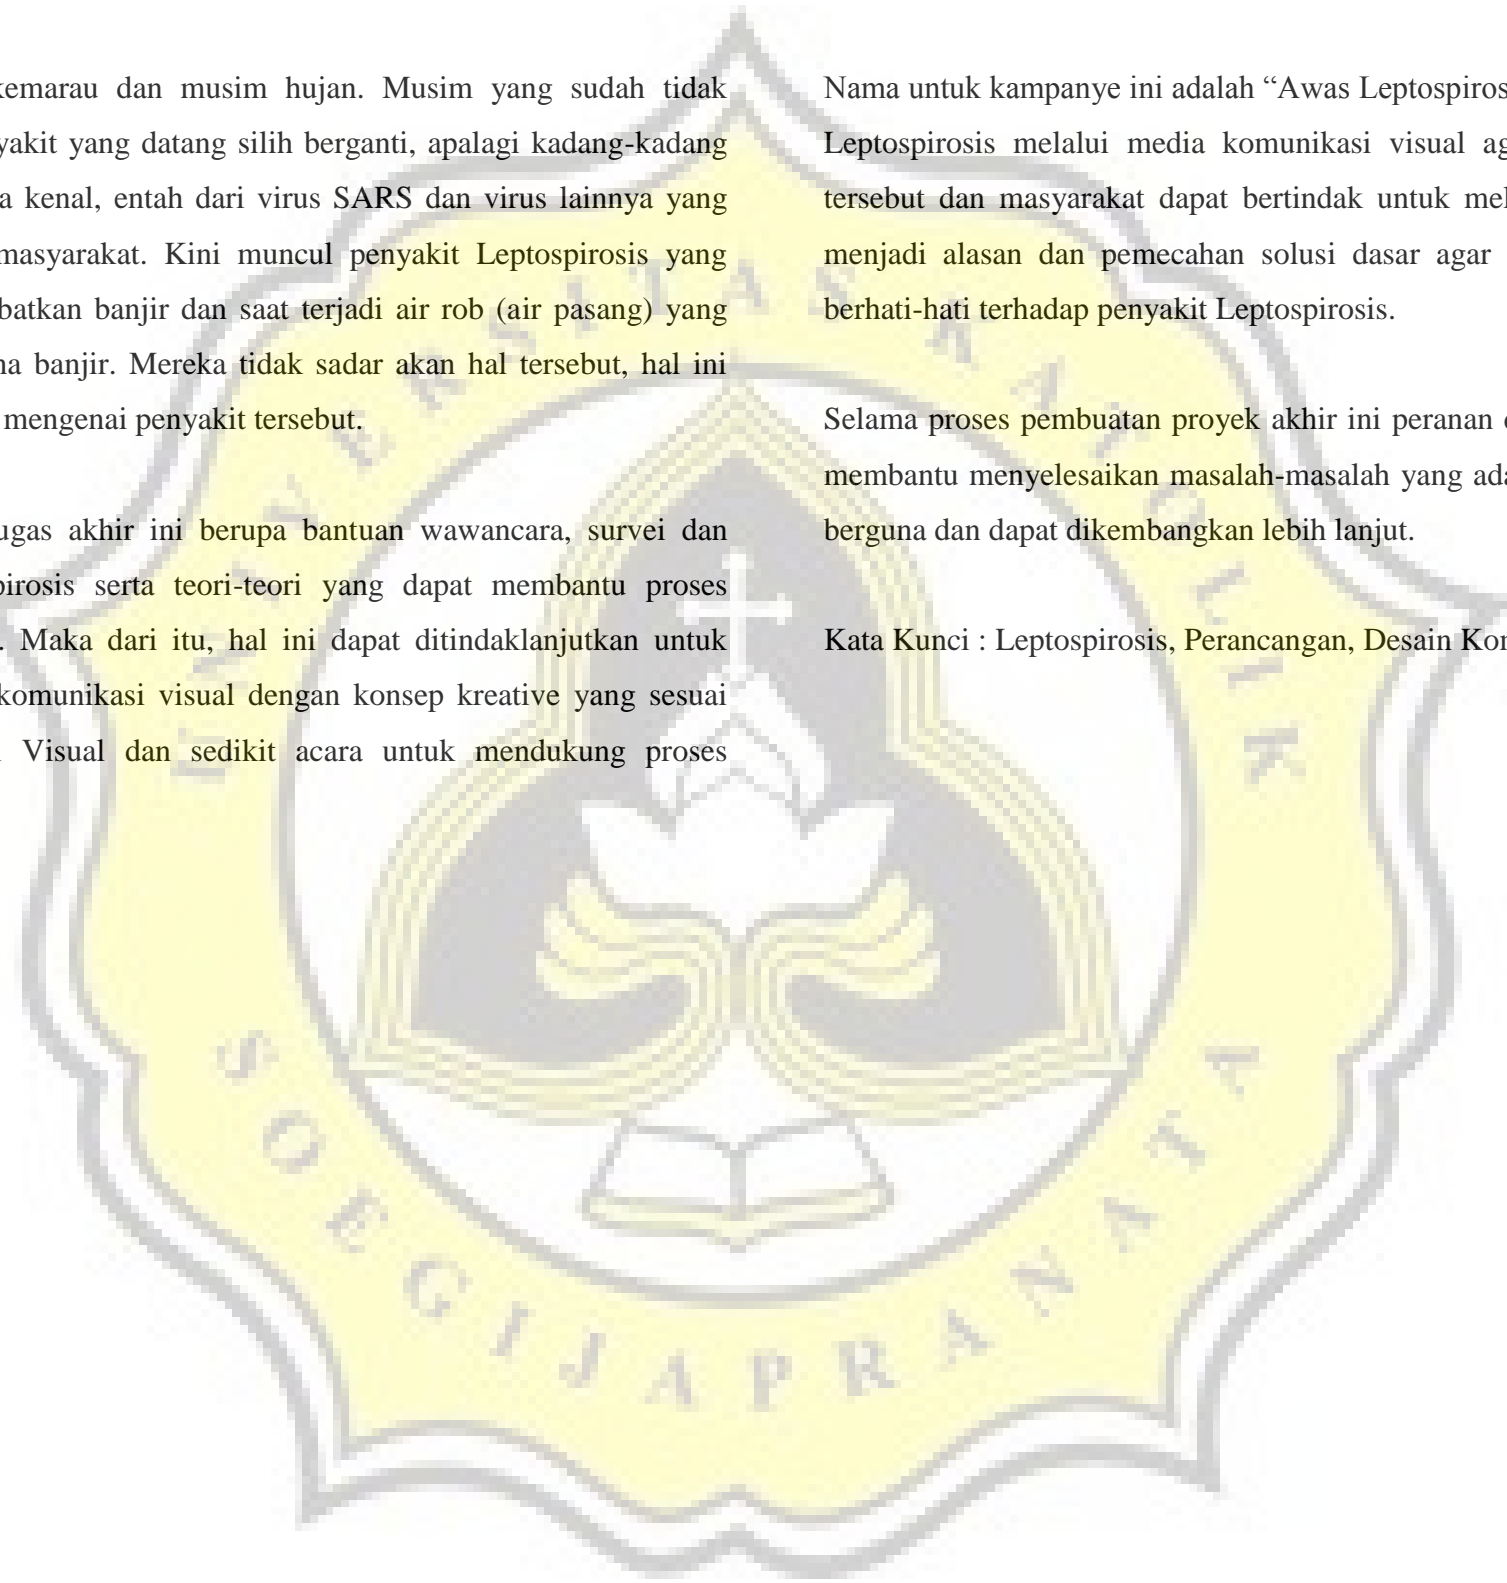 kemarau dan musim hujan. Musim yang sudah tidak
yakit yang datang silih berganti, apalagi kadang-kadang
a kenal, entah dari virus SARS dan virus lainnya yang
masyarakat. Kini muncul penyakit Leptospirosis yang
batkan banjir dan saat terjadi air rob (air pasang) yang
na banjir. Mereka tidak sadar akan hal tersebut, hal ini
mengenai penyakit tersebut.
ugas akhir ini berupa bantuan wawancara, survei dan
pirosis serta teori-teori yang dapat membantu proses
. Maka dari itu, hal ini dapat ditindaklanjutkan untuk
komunikasi visual dengan konsep kreative yang sesuai
Visual dan sedikit acara untuk mendukung proses
Nama untuk kampanye ini adalah “Awas Leptospiros
Leptospirosis melalui media komunikasi visual ag
tersebut dan masyarakat dapat bertindak untuk mel
menjadi alasan dan pemecahan solusi dasar agar
berhati-hati terhadap penyakit Leptospirosis.
Selama proses pembuatan proyek akhir ini peranan
membantu menyelesaikan masalah-masalah yang ada
berguna dan dapat dikembangkan lebih lanjut.
Kata Kunci : Leptospirosis, Perancangan, Desain Kom
UNIVERSITAS KATOLIK
SOEGIJAPRANATA